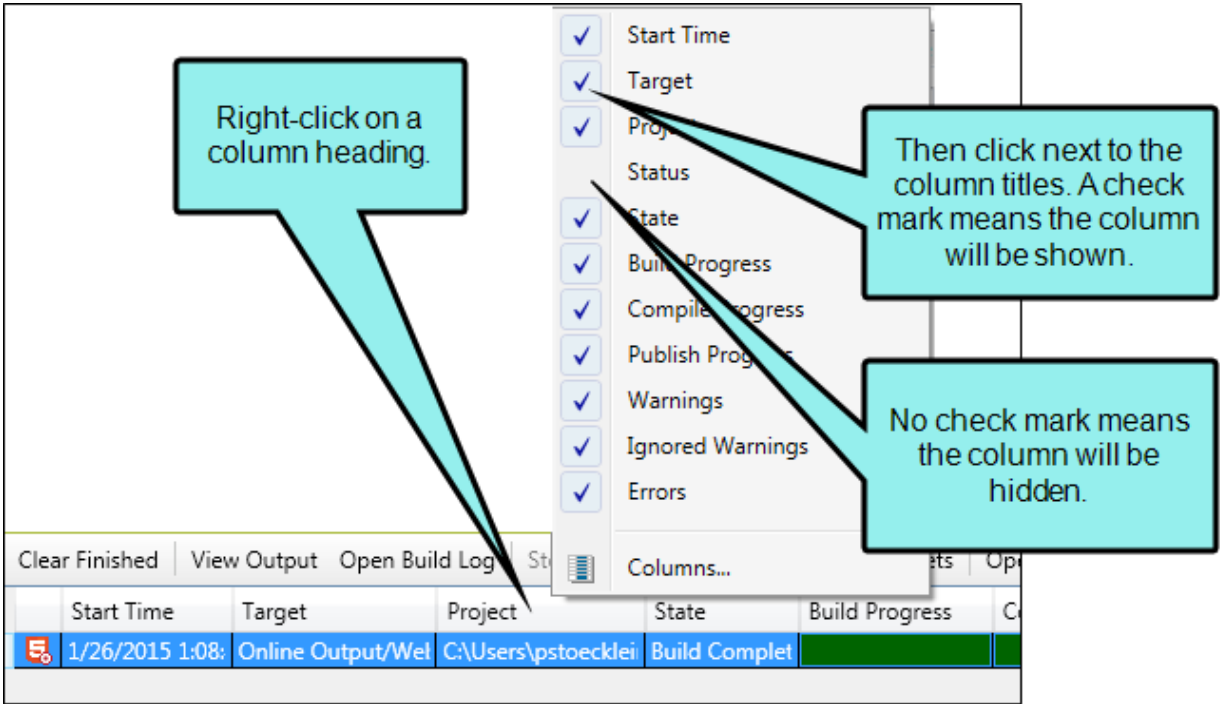 Start Time
Target
Status
State
Warnings
Ignored Warnings
Errors
Columns...
Right-click on a
column heading.
Then click next to the
column titles. A check
mark means the column
will be shown.
No check mark means
the column will be
hidden.
Clear Finished
View Output
Open Build Log
Start Time Target Project State Build Progress
1/26/2015 1:08: Online Output/Wel C:\Users\pstoecklei Build Complet